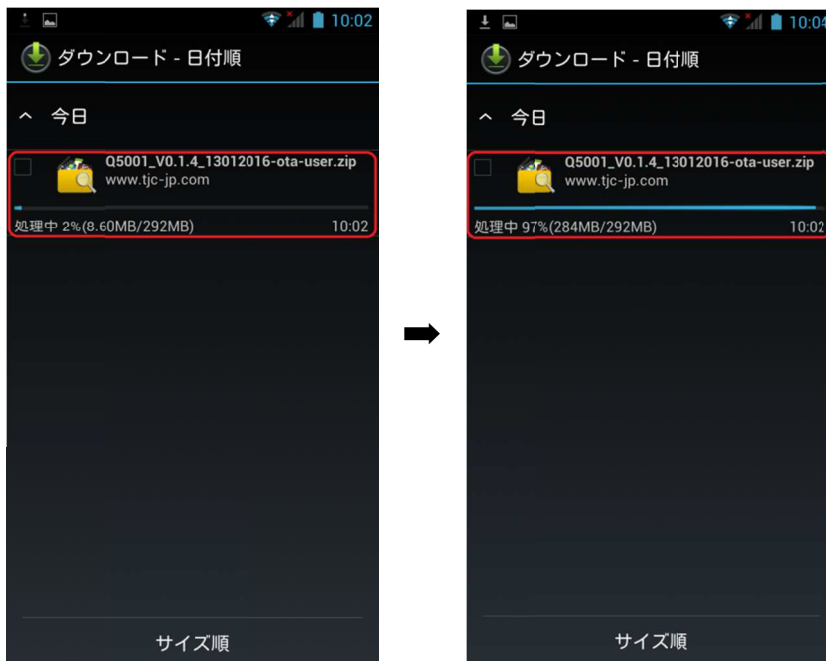 10:02
ダウンロード - 日付順
今日
Q5001_V0.1.4_13012016-ota-user.zip
www.tjc-jp.com
処理中 2%(8.60MB/292MB)
10:02
サイズ順
10:04
ダウンロード - 日付順
今日
Q5001_V0.1.4_13012016-ota-user.zip
www.tjc-jp.com
処理中 97%(284MB/292MB)
10:02
サイズ順